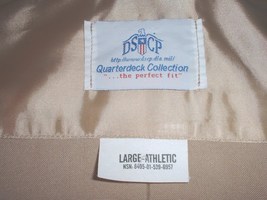 DSCP
http://www.dscp.dla.mil/
Quarterdeck Collection
"...the perfect fit"
LARGE-ATHLETIC